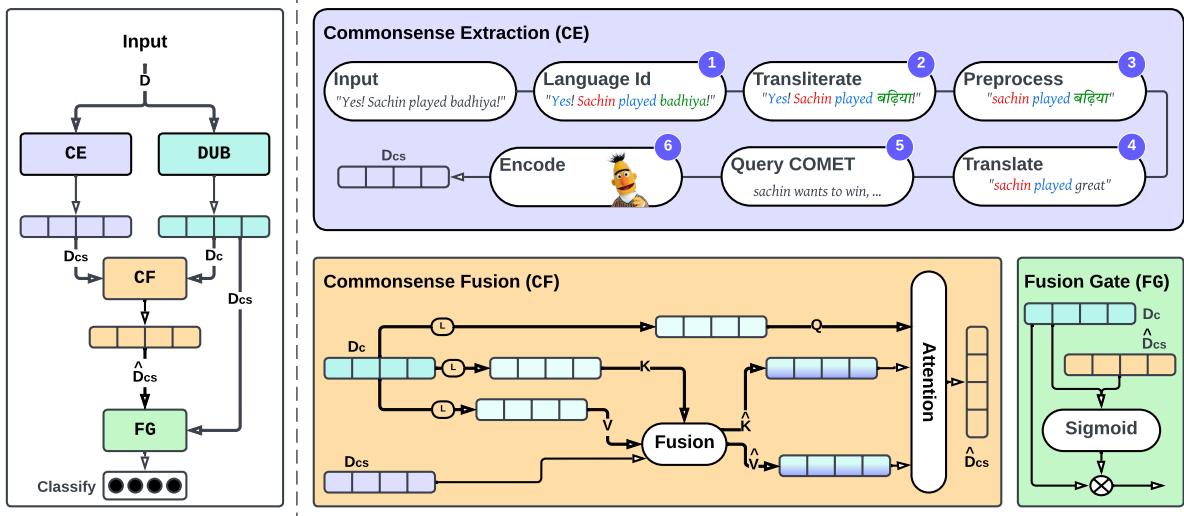 Input
D
CE
DUB
Dcs
Dc
CF
Dcs
^
Dcs
FG
Classify
Commonsense Extraction (CE)
Input
"Yes! Sachin played badhiya!"
1
Language Id
"Yes! Sachin played badhiya!"
2
Transliterate
"Yes! Sachin played बढ़िया!"
3
Preprocess
"sachin played बढ़िया"
4
Translate
"sachin played great"
5
Query COMET
sachin wants to win, ...
6
Encode
Dcs
Commonsense Fusion (CF)
Dc
L
Q
L
K
L
V
Dcs
Fusion
^
K
^
V
Attention
^
Dcs
Fusion Gate (FG)
Dc
^
Dcs
Sigmoid